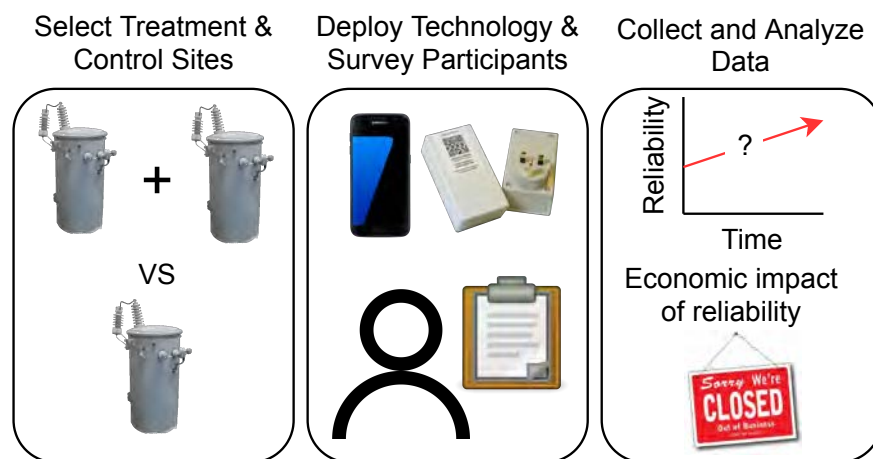 Select Treatment &
Control Sites
Deploy Technology &
Survey Participants
Collect and Analyze
Data
+
VS
Reliability
?
Time
Economic impact
of reliability
Sorry We're
CLOSED
Out of Business